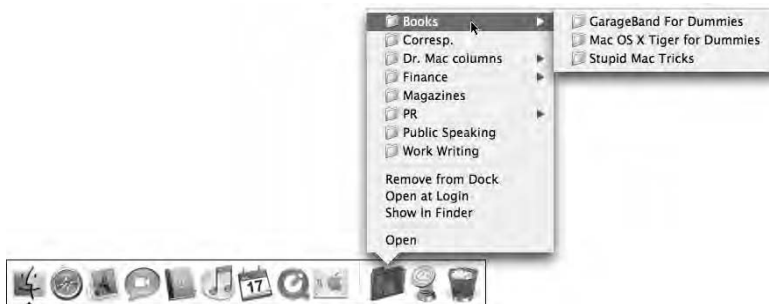 Books
Corresp.
Dr. Mac columns
Finance
Magazines
PR
Public Speaking
Work Writing
Remove from Dock
Open at Login
Show In Finder
Open
GarageBand For Dummies
Mac OS X Tiger for Dummies
Stupid Mac Tricks
17